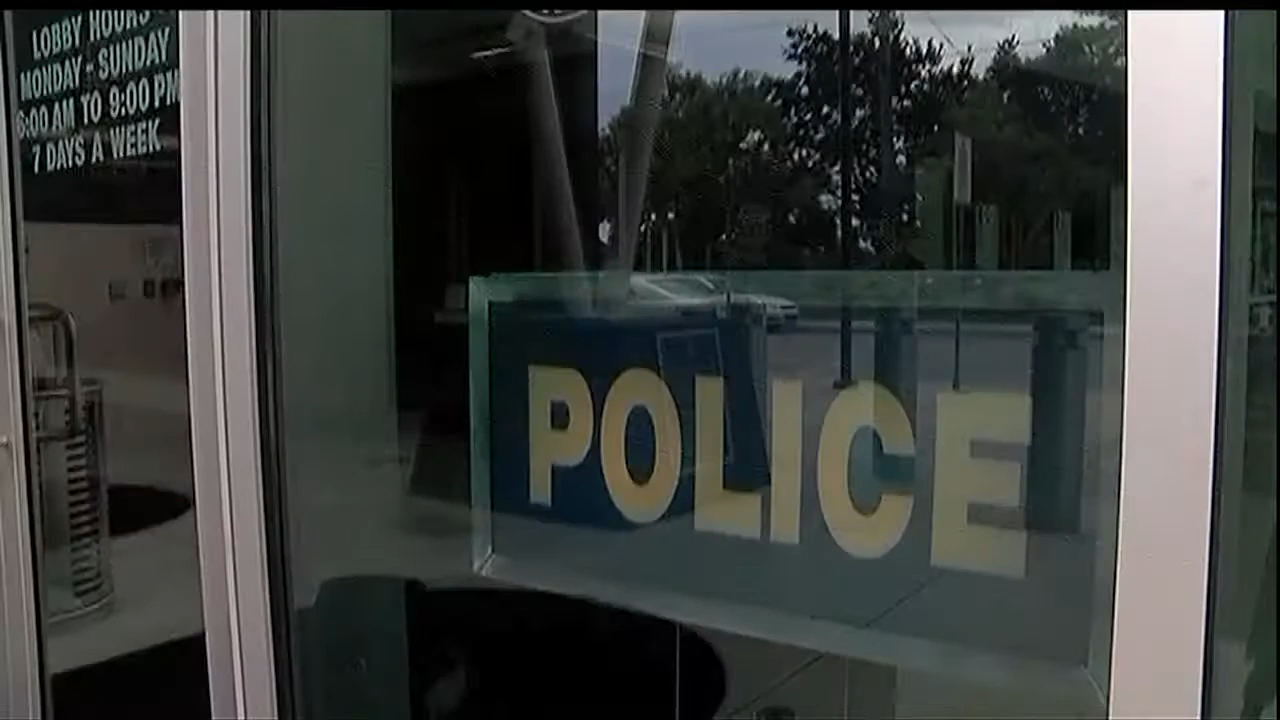 LOBBY HOURS
MONDAY - SUNDAY
6:00 AM TO 9:00 PM
7 DAYS A WEEK
POLICE